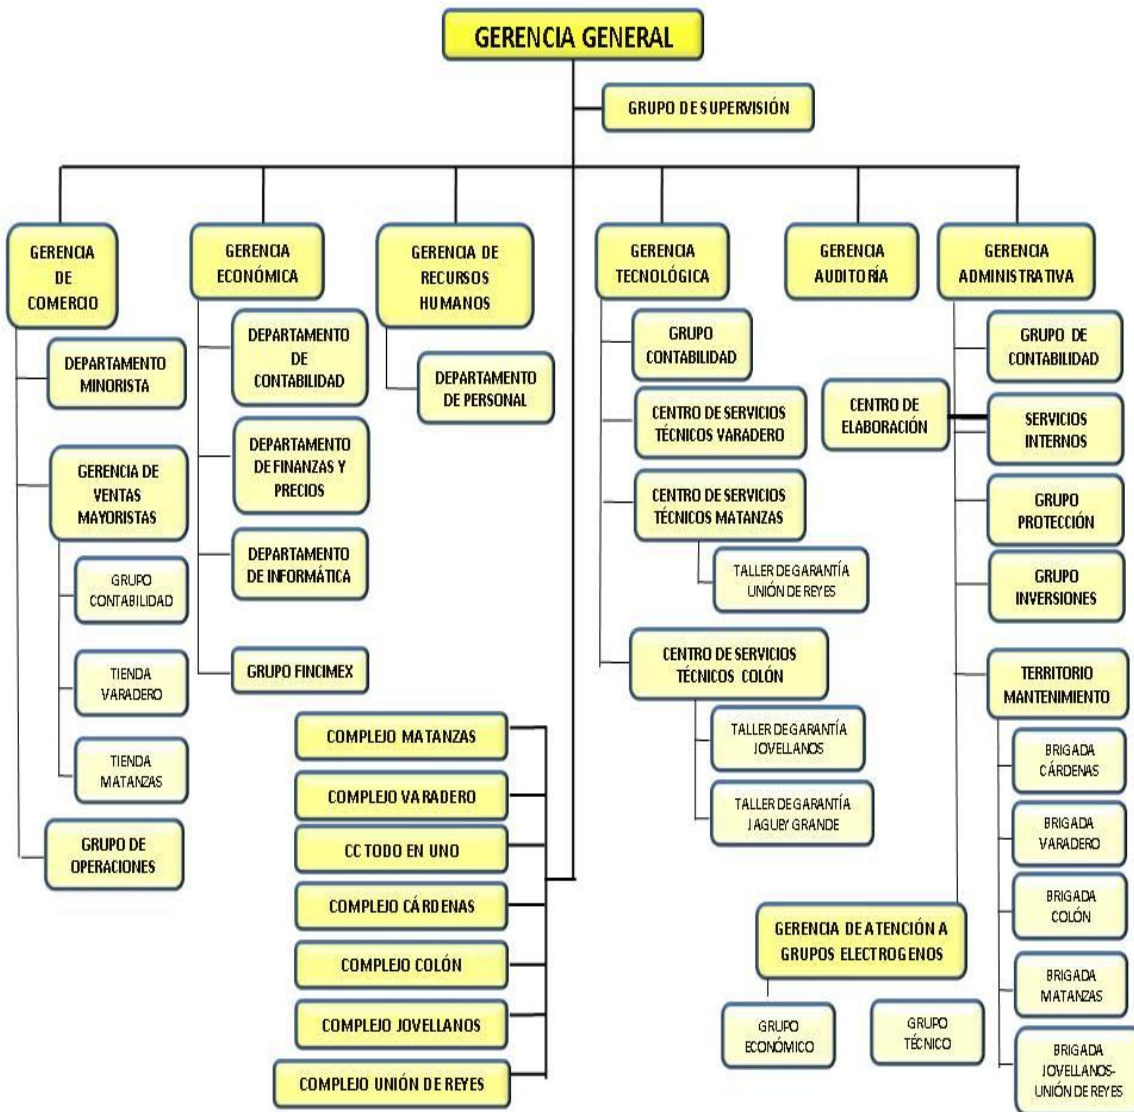 GERENCIA GENERAL
GRUPO DE SUPERVISIÓN
GERENCIA
DE
COMERCIO
DEPARTAMENTO
MINORISTA
GERENCIA DE
VENTAS
MAYORISTAS
GRUPO
CONTABILIDAD
TIENDA
VARADERO
TIENDA
MATANZAS
GRUPO DE
OPERACIONES
GERENCIA
ECONÓMICA
DEPARTAMENTO
DE
CONTABILIDAD
DEPARTAMENTO
DE FINANZAS Y
PRECIOS
DEPARTAMENTO
DE INFORMÁTICA
GRUPO FINCIMEX
GERENCIA DE
RECURSOS
HUMANOS
DEPARTAMENTO
DE PERSONAL
COMPLEJO MATANZAS
COMPLEJO VARADERO
CC TODO EN UNO
COMPLEJO CÁRDENAS
COMPLEJO COLÓN
COMPLEJO JOVELLANOS
COMPLEJO UNIÓN DE REYES
GERENCIA
TECNOLÓGICA
GRUPO
CONTABILIDAD
CENTRO DE SERVICIOS
TÉCNICOS VARADERO
CENTRO DE SERVICIOS
TÉCNICOS MATANZAS
TALLER DE GARANTÍA
UNIÓN DE REYES
CENTRO DE SERVICIOS
TÉCNICOS COLÓN
TALLER DE GARANTÍA
JOVELLANOS
TALLER DE GARANTÍA
JAGUEY GRANDE
GERENCIA
AUDITORÍA
GERENCIA
ADMINISTRATIVA
GRUPO DE
CONTABILIDAD
CENTRO DE
ELABORACIÓN
SERVICIOS
INTERNOS
GRUPO
PROTECCIÓN
GRUPO
INVERSIONES
TERRITORIO
MANTENIMIENTO
BRIGADA
CÁRDENAS
BRIGADA
VARADERO
BRIGADA
COLÓN
BRIGADA
MATANZAS
BRIGADA
JOVELLANOS-
UNIÓN DE REYES
GERENCIA DE ATENCIÓN A
GRUPOS ELECTROGENOS
GRUPO
ECONÓMICO
GRUPO
TÉCNICO